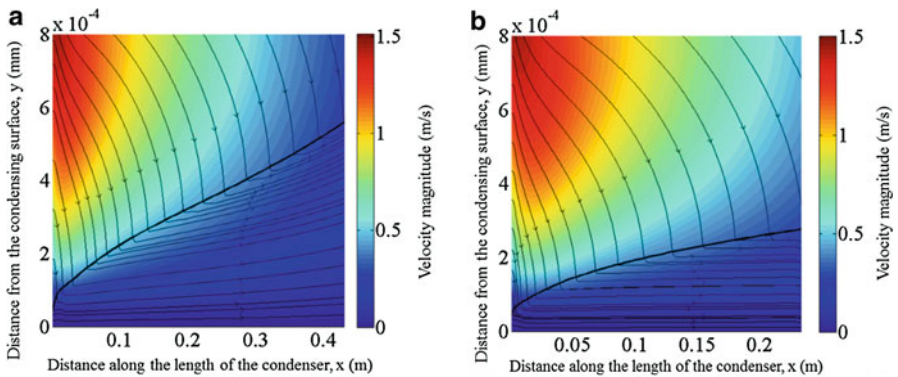 a
x 10-4
8
6
4
2
0
0.1 0.2 0.3 0.4
Distance from the condensing surface, y (mm)
Distance along the length of the condenser, x (m)
1.5
1
0.5
0
Velocity magnitude (m/s)
b
x 10-4
8
6
4
2
0
0.05 0.1 0.15 0.2
Distance from the condensing surface, y (mm)
Distance along the length of the condenser, x (m)
1.5
1
0.5
0
Velocity magnitude (m/s)